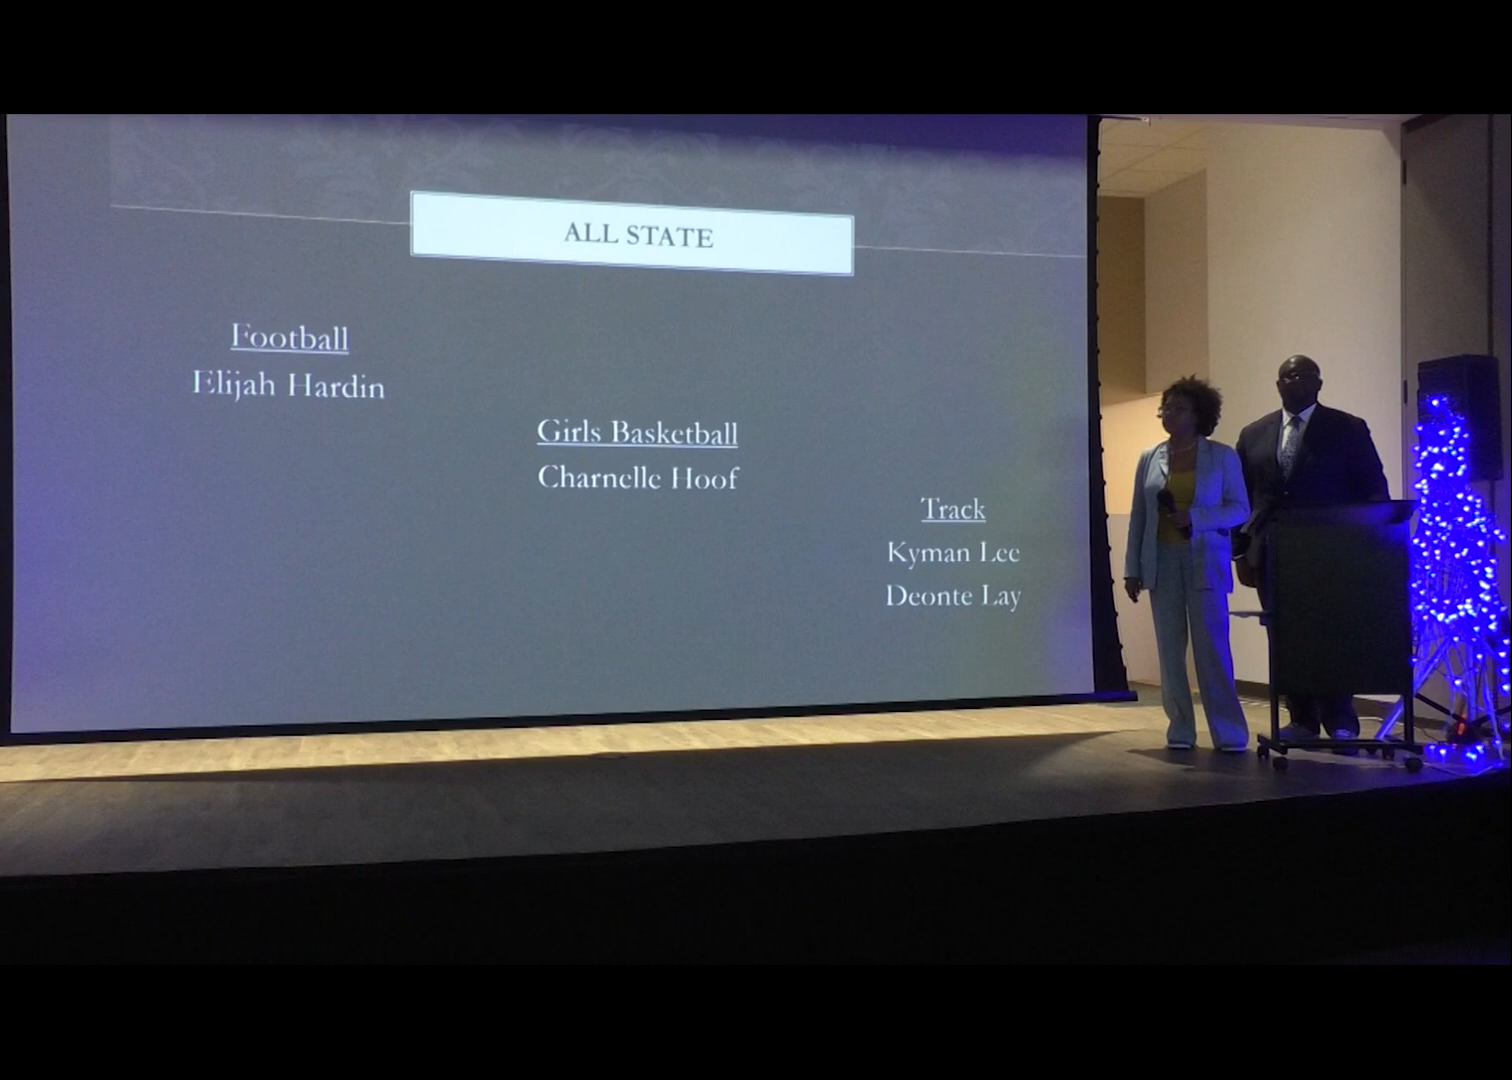 ALL STATE
Football
Elijah Hardin
Girls Basketball
Charnelle Hoof
Track
Kyman Lee
Deonte Lay